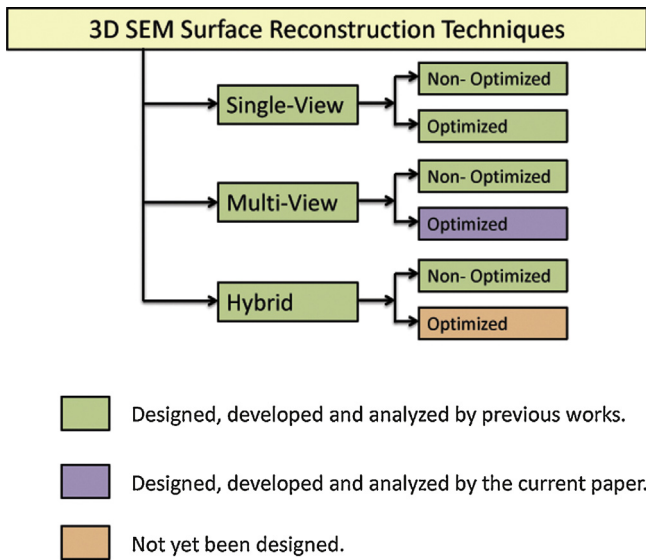 3D SEM Surface Reconstruction Techniques
Single-View
Non- Optimized
Optimized
Multi-View
Non- Optimized
Optimized
Hybrid
Non- Optimized
Optimized
Designed, developed and analyzed by previous works.
Designed, developed and analyzed by the current paper.
Not yet been designed.